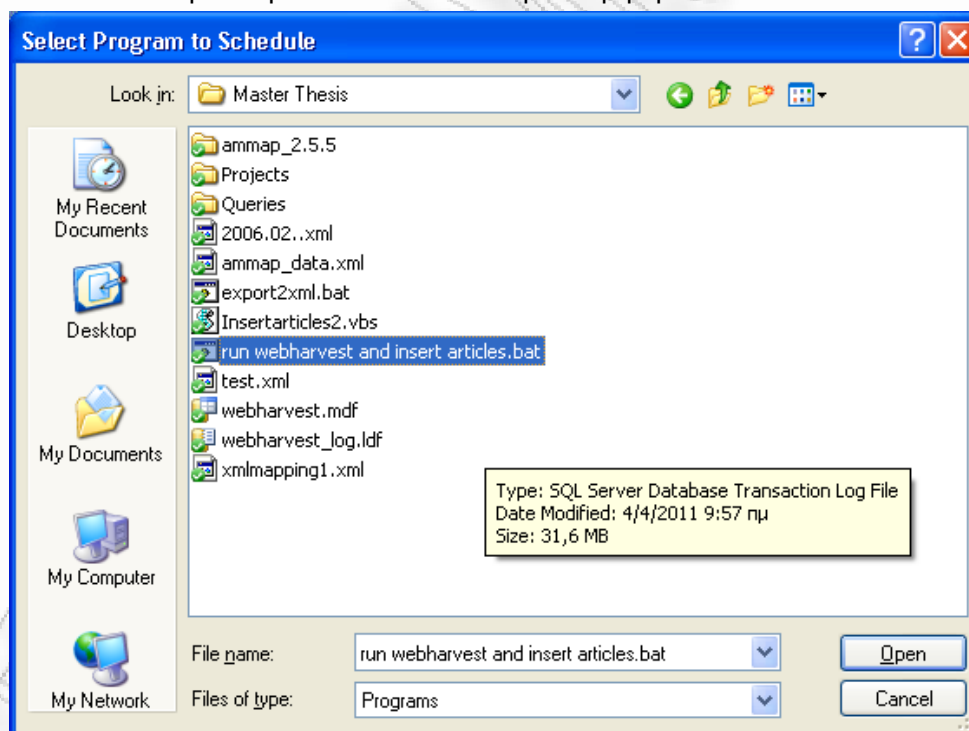 Select Program to Schedule
Look in: Master Thesis
My Recent Documents
Desktop
My Documents
My Computer
My Network
ammap_2.5.5
Projects
Queries
2006.02..xml
ammap_data.xml
export2xml.bat
Insertarticles2.vbs
run webharvest and insert articles.bat
test.xml
webharvest.mdf
webharvest_log.ldf
xmlmapping1.xml
Type: SQL Server Database Transaction Log File
Date Modified: 4/4/2011 9:57 πμ
Size: 31,6 MB
File name: run webharvest and insert articles.bat Open
Files of type: Programs Cancel